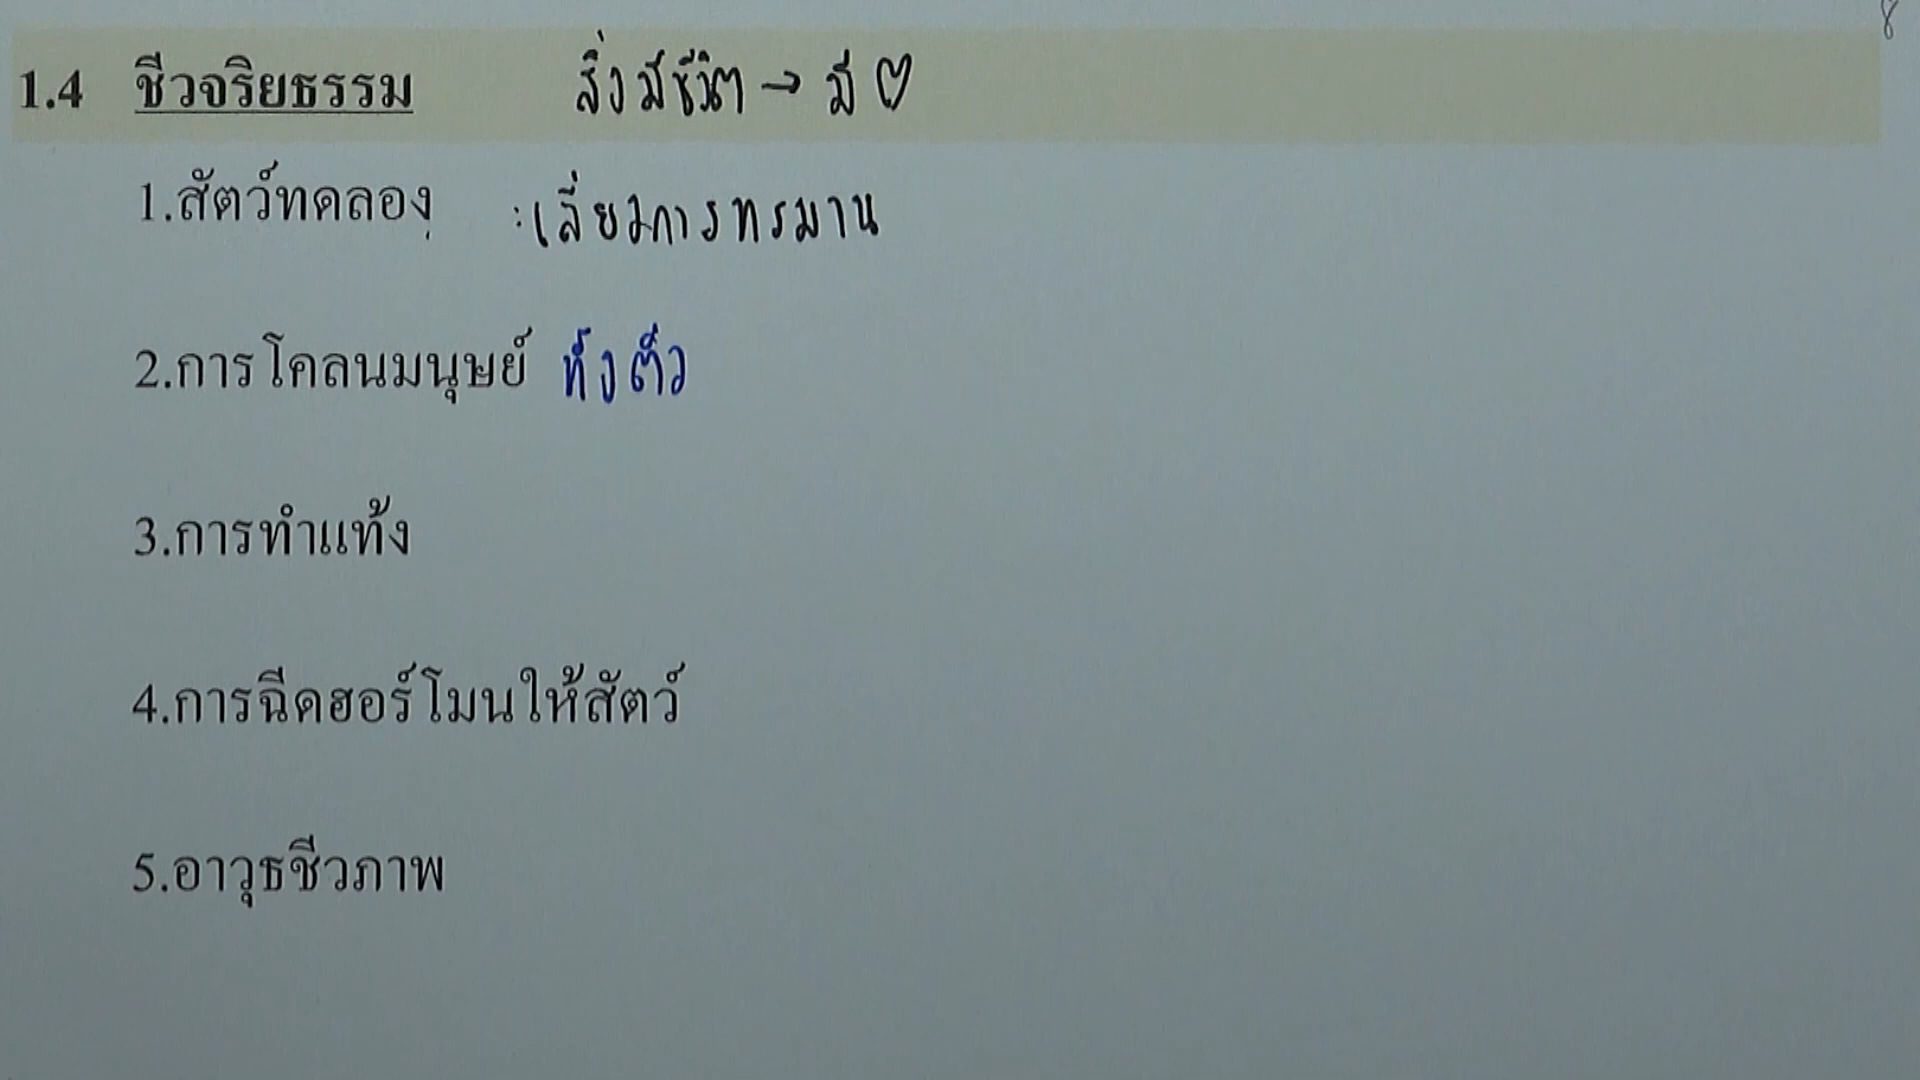 8
1.4 ชีวจริยธรรม สิ่งมีชีวิต → มี ♡
1.สัตว์ทดลอง :เลี่ยงการทรมาน
2.การโคลนมนุษย์ ทั้งตัว
3.การทำแท้ง
4.การฉีดฮอร์โมนให้สัตว์
5.อาวุธชีวภาพ